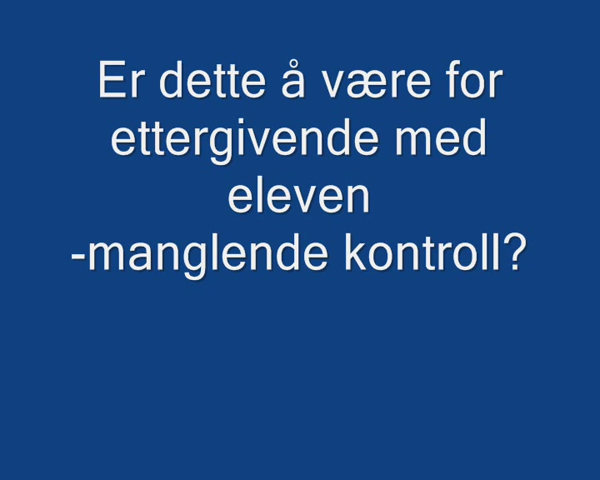 Er dette å være for
ettergivende med
eleven
-manglende kontroll?